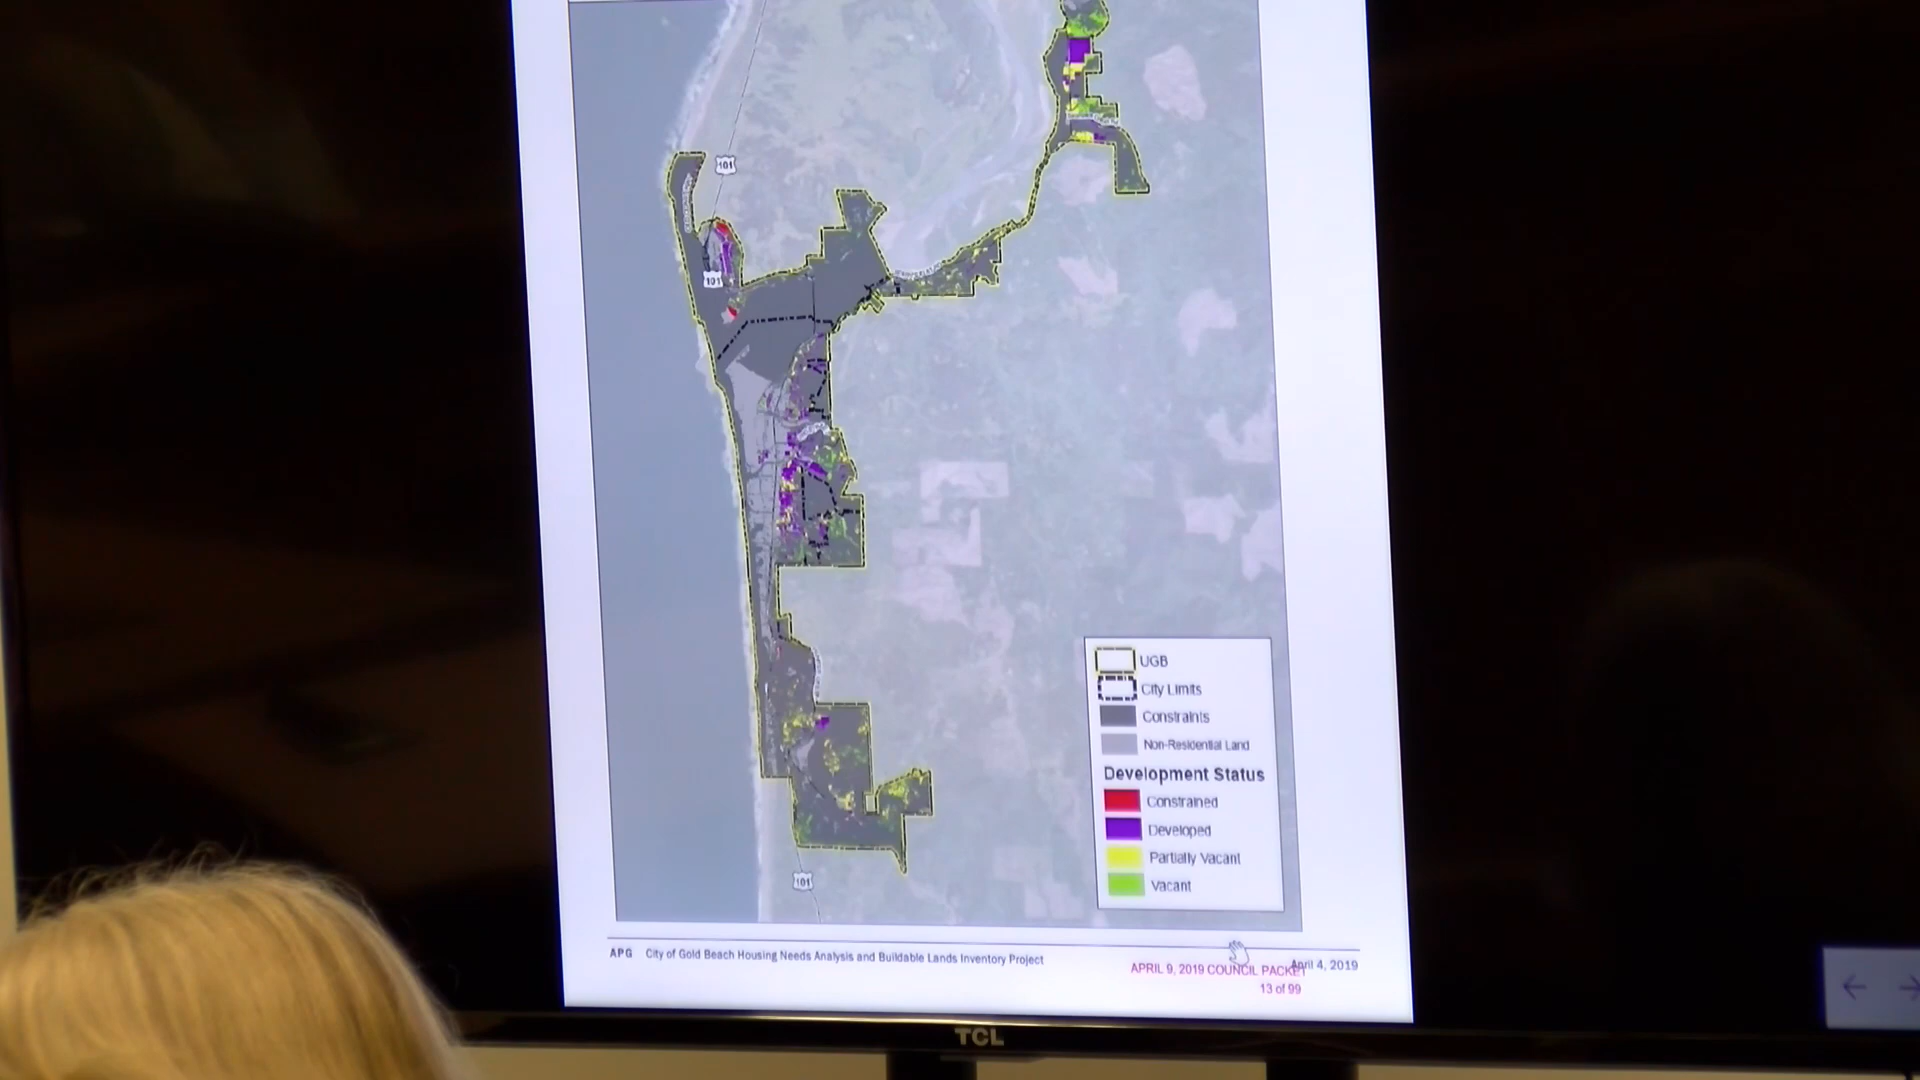 101
101
UGB
City Limits
Constraints
Non-Residential Land
Development Status
Constrained
Developed
Partially Vacant
Vacant
101
APG City of Gold Beach Housing Needs Analysis and Buildable Lands Inventory Project
April 4, 2019
APRIL 9, 2019 COUNCIL PACKET
13 of 99
TCL